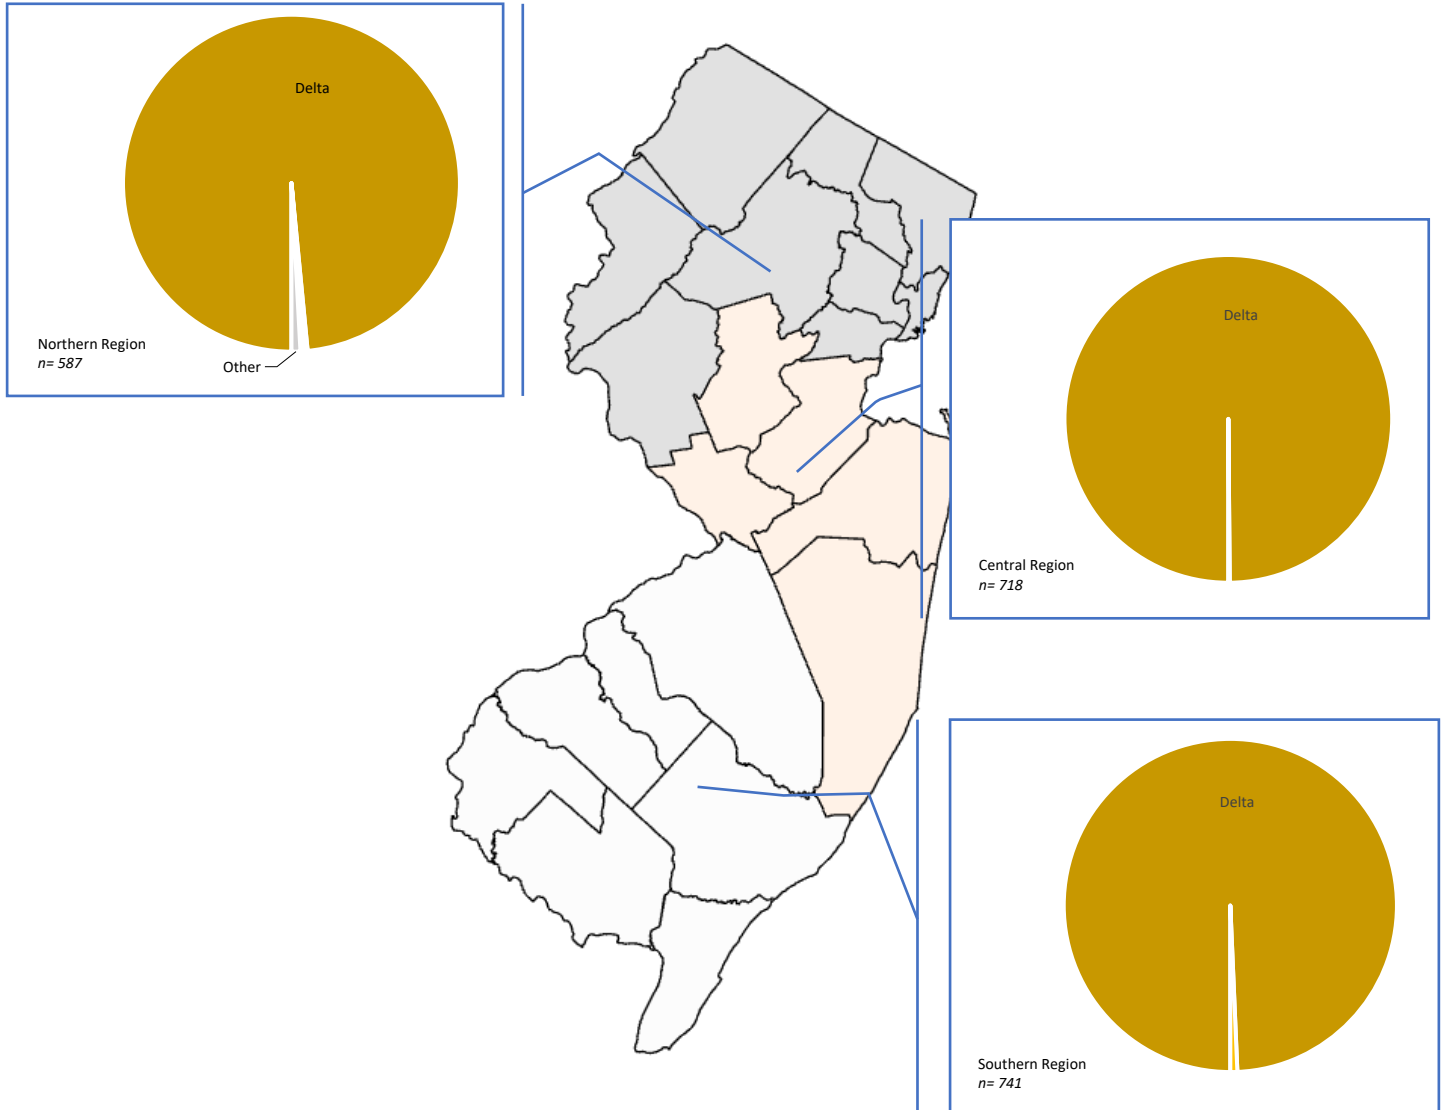 Delta
Northern Region
n= 587
Other
Delta
Central Region
n= 718
Delta
Southern Region
n= 741